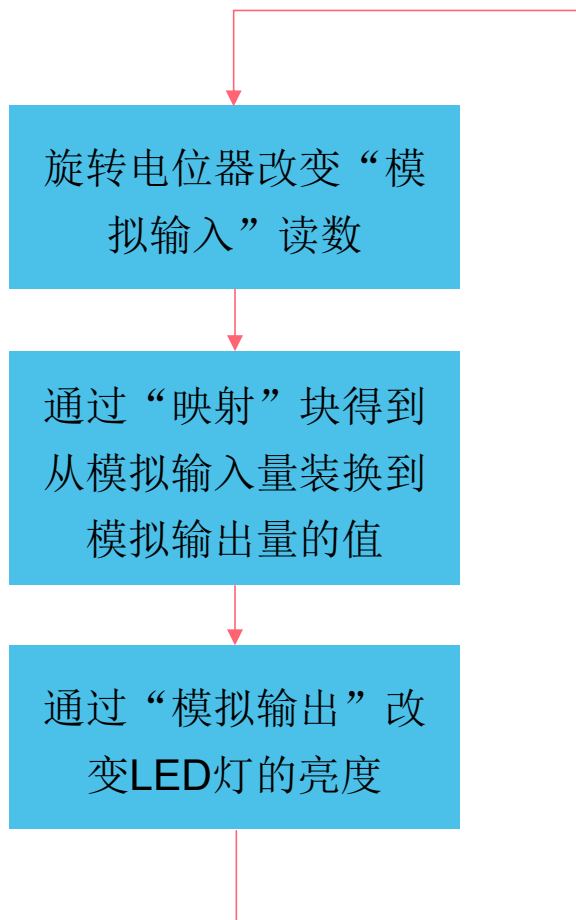 旋转电位器改变“模
拟输入”读数
通过“映射”块得到
从模拟输入量装换到
模拟输出量的值
通过“模拟输出”改
变LED灯的亮度